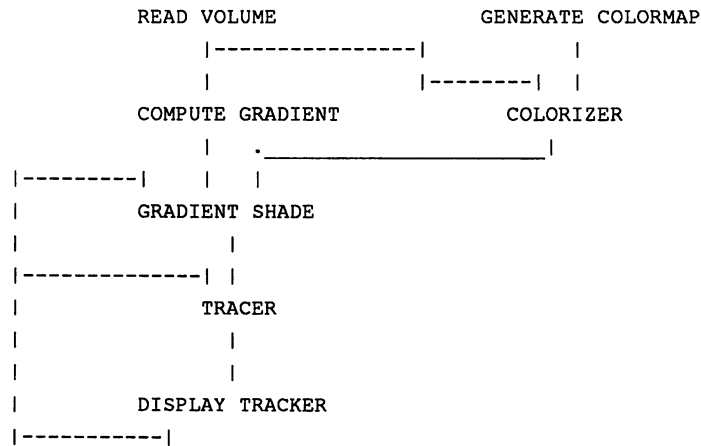 READ VOLUME GENERATE COLORMAP
COMPUTE GRADIENT COLORIZER
GRADIENT SHADE
TRACER
DISPLAY TRACKER